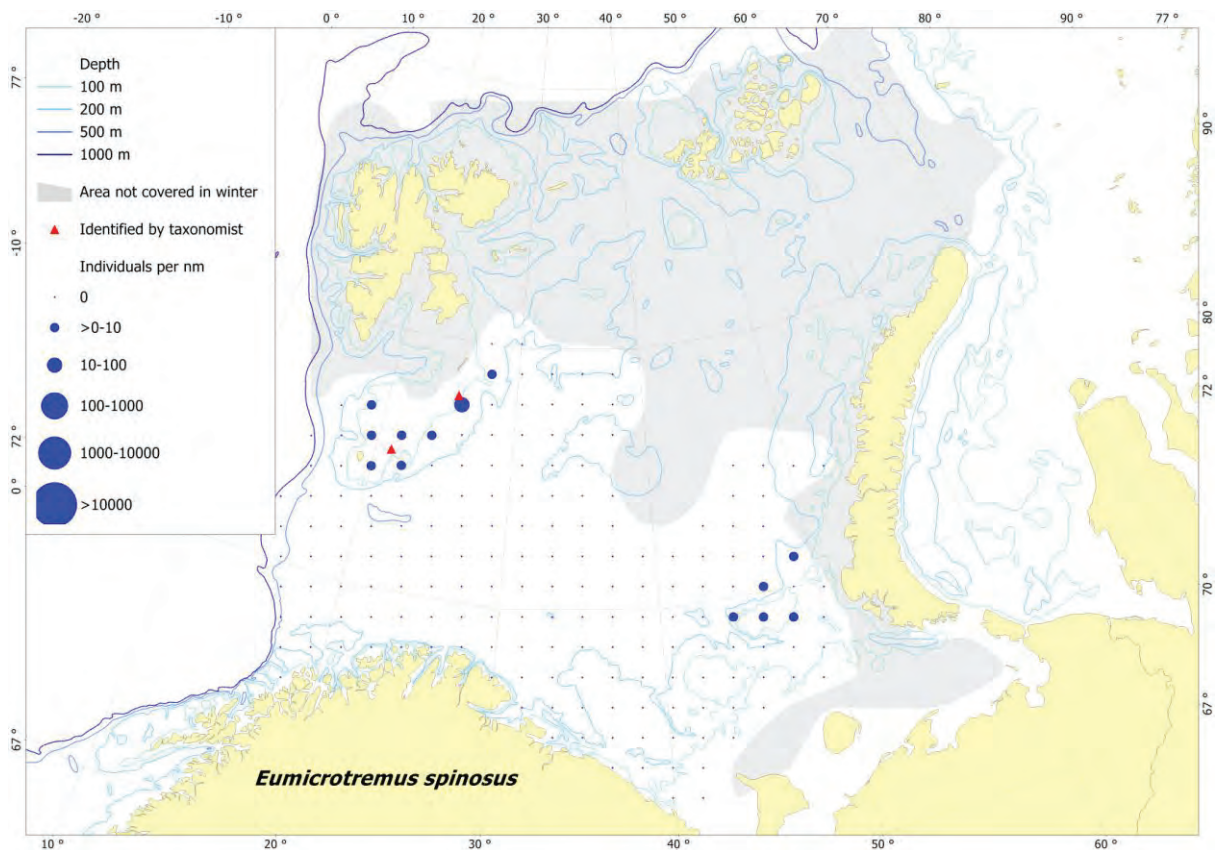 -20 ° -10 ° 0 ° 10 ° 20 ° 30 ° 40 ° 50 ° 60 ° 70 ° 80 ° 90 ° 77 °
Depth
100 m
200 m
500 m
1000 m
Area not covered in winter
Identified by taxonomist
Individuals per nm
0
>0-10
10-100
100-1000
1000-10000
>10000
77 °
-10 °
72 °
0 °
67 °
90 °
80 °
72 °
70 °
67 °
Eumicrotremus spinosus
10 ° 20 ° 30 ° 40 ° 50 ° 60 °